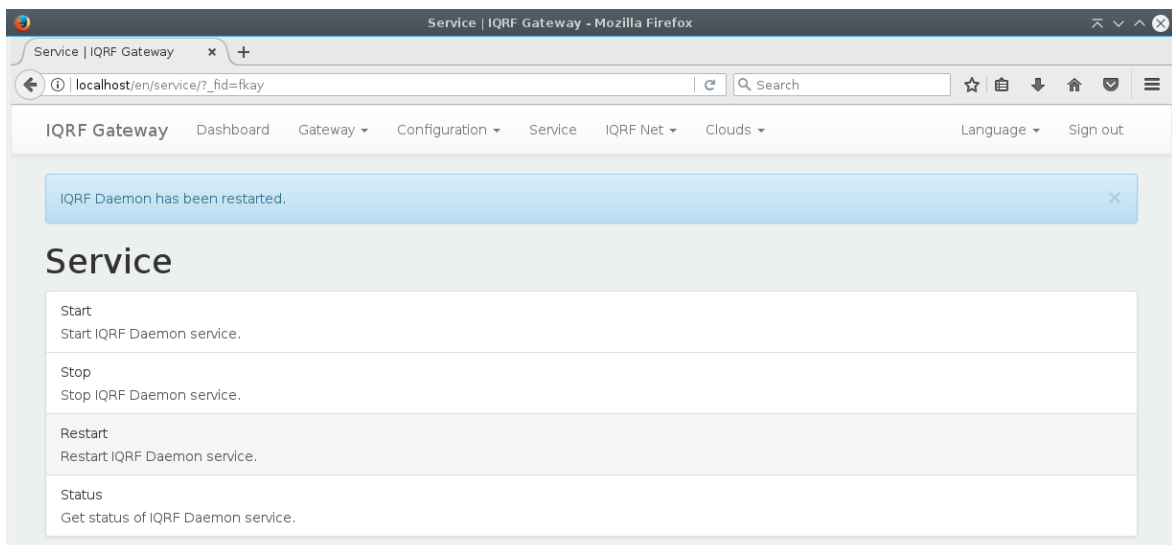 Service | IQRF Gateway - Mozilla Firefox
Service | IQRF Gateway
localhost/en/service/?_fid=fkay
Search
IQRF Gateway Dashboard Gateway Configuration Service IQRF Net Clouds Language Sign out
IQRF Daemon has been restarted.
Service
Start
Start IQRF Daemon service.
Stop
Stop IQRF Daemon service.
Restart
Restart IQRF Daemon service.
Status
Get status of IQRF Daemon service.